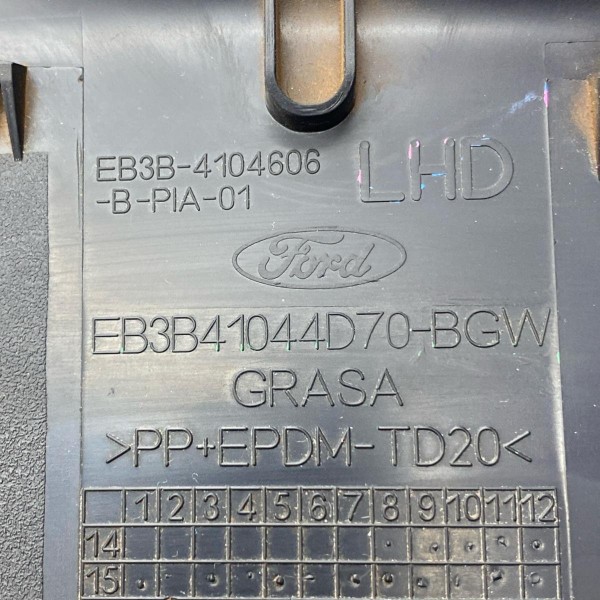 EB3B-4104606
-B-PIA-01
LHD
Ford
EB3B41044D70-BGW
GRASA
>PP+EPDM-TD20<
1 2 3 4 5 6 7 8 9 10 11 12
14
15